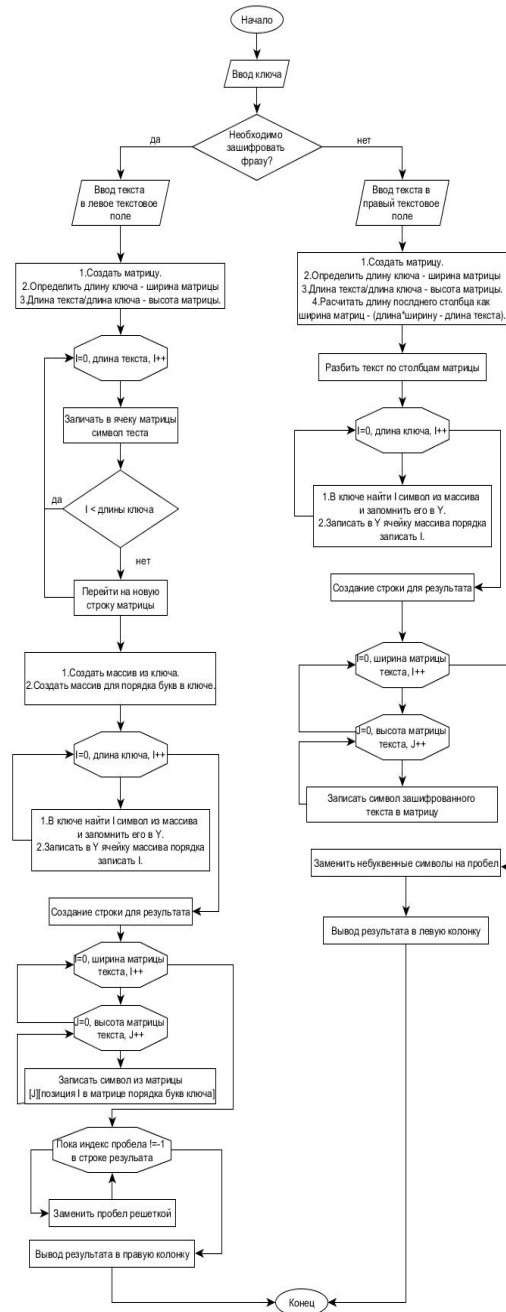 Начало
Ввод ключа
Необходимо
зашифровать
фразу?
да
нет
Ввод текста
в левое текстовое
поле
1.Создать матрицу.
2.Определить длину ключа - ширина матрицы
3.Длина текста/длина ключа - высота матрицы.
I=0, длина текста, I++
Запичать в ячеку матрицы
символ теста
I < длины ключа
да
нет
Перейти на новую
строку матрицы
1.Создать массив из ключа.
2.Создать массив для порядка букв в ключе.
I=0, длина ключа, I++
1.В ключе найти I символ из массива
и запомнить его в Y.
2.Записать в Y ячейку массива порядка
записать I.
Создание строки для результата
I=0, ширина матрицы
текста, I++
J=0, высота матрицы
текста, J++
Записать символ из матрицы
[J][позиция I в матрице порядка букв ключа]
Пока индекс пробела !=-1
в строке резульата
Заменить пробел решеткой
Вывод результата в правую колонку
Ввод текста в
правый текстовое
поле
1.Создать матрицу.
2.Определить длину ключа - ширина матрицы
3.Длина текста/длина ключа - высота матрицы.
4.Расчитать длину послднего столбца как
ширина матриц - (длина*ширину - длина текста).
Разбить текст по столбцам матрицы
I=0, длина ключа, I++
1.В ключе найти I символ из массива
и запомнить его в Y.
2.Записать в Y ячейку массива порядка
записать I.
Создание строки для результата
I=0, ширина матрицы
текста, I++
J=0, высота матрицы
текста, J++
Записать символ зашифрованного
текста в матрицу
Заменить небуквенные символы на пробел
Вывод результата в левую колонку
Конец